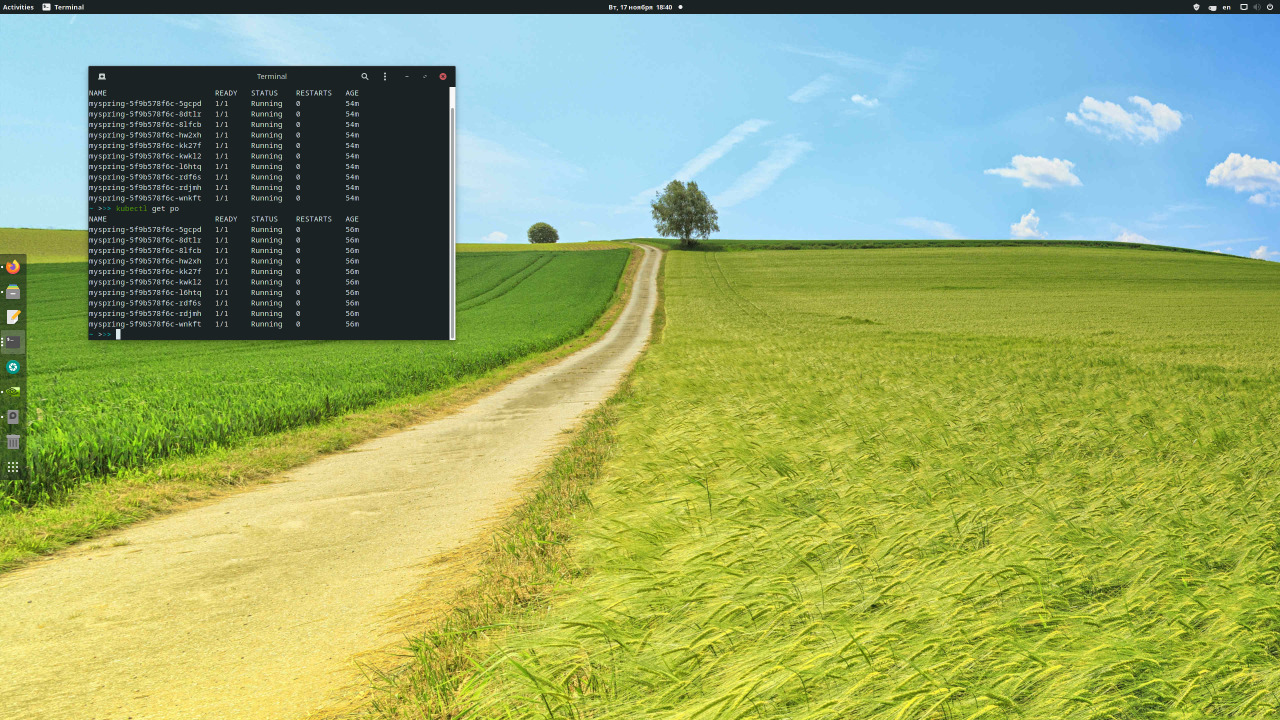 Activities Terminal Вт, 17 ноября 18:40 en
Terminal
NAME READY STATUS RESTARTS AGE
myspring-5f9b578f6c-5gcpd 1/1 Running 0 54m
myspring-5f9b578f6c-8dtlr 1/1 Running 0 54m
myspring-5f9b578f6c-8lfcb 1/1 Running 0 54m
myspring-5f9b578f6c-hw2xh 1/1 Running 0 54m
myspring-5f9b578f6c-kk27f 1/1 Running 0 54m
myspring-5f9b578f6c-kwkl2 1/1 Running 0 54m
myspring-5f9b578f6c-l6htq 1/1 Running 0 54m
myspring-5f9b578f6c-rdf6s 1/1 Running 0 54m
myspring-5f9b578f6c-rdjmh 1/1 Running 0 54m
myspring-5f9b578f6c-wnkft 1/1 Running 0 54m
~ >>> kubectl get po
NAME READY STATUS RESTARTS AGE
myspring-5f9b578f6c-5gcpd 1/1 Running 0 56m
myspring-5f9b578f6c-8dtlr 1/1 Running 0 56m
myspring-5f9b578f6c-8lfcb 1/1 Running 0 56m
myspring-5f9b578f6c-hw2xh 1/1 Running 0 56m
myspring-5f9b578f6c-kk27f 1/1 Running 0 56m
myspring-5f9b578f6c-kwkl2 1/1 Running 0 56m
myspring-5f9b578f6c-l6htq 1/1 Running 0 56m
myspring-5f9b578f6c-rdf6s 1/1 Running 0 56m
myspring-5f9b578f6c-rdjmh 1/1 Running 0 56m
myspring-5f9b578f6c-wnkft 1/1 Running 0 56m
~ >>>